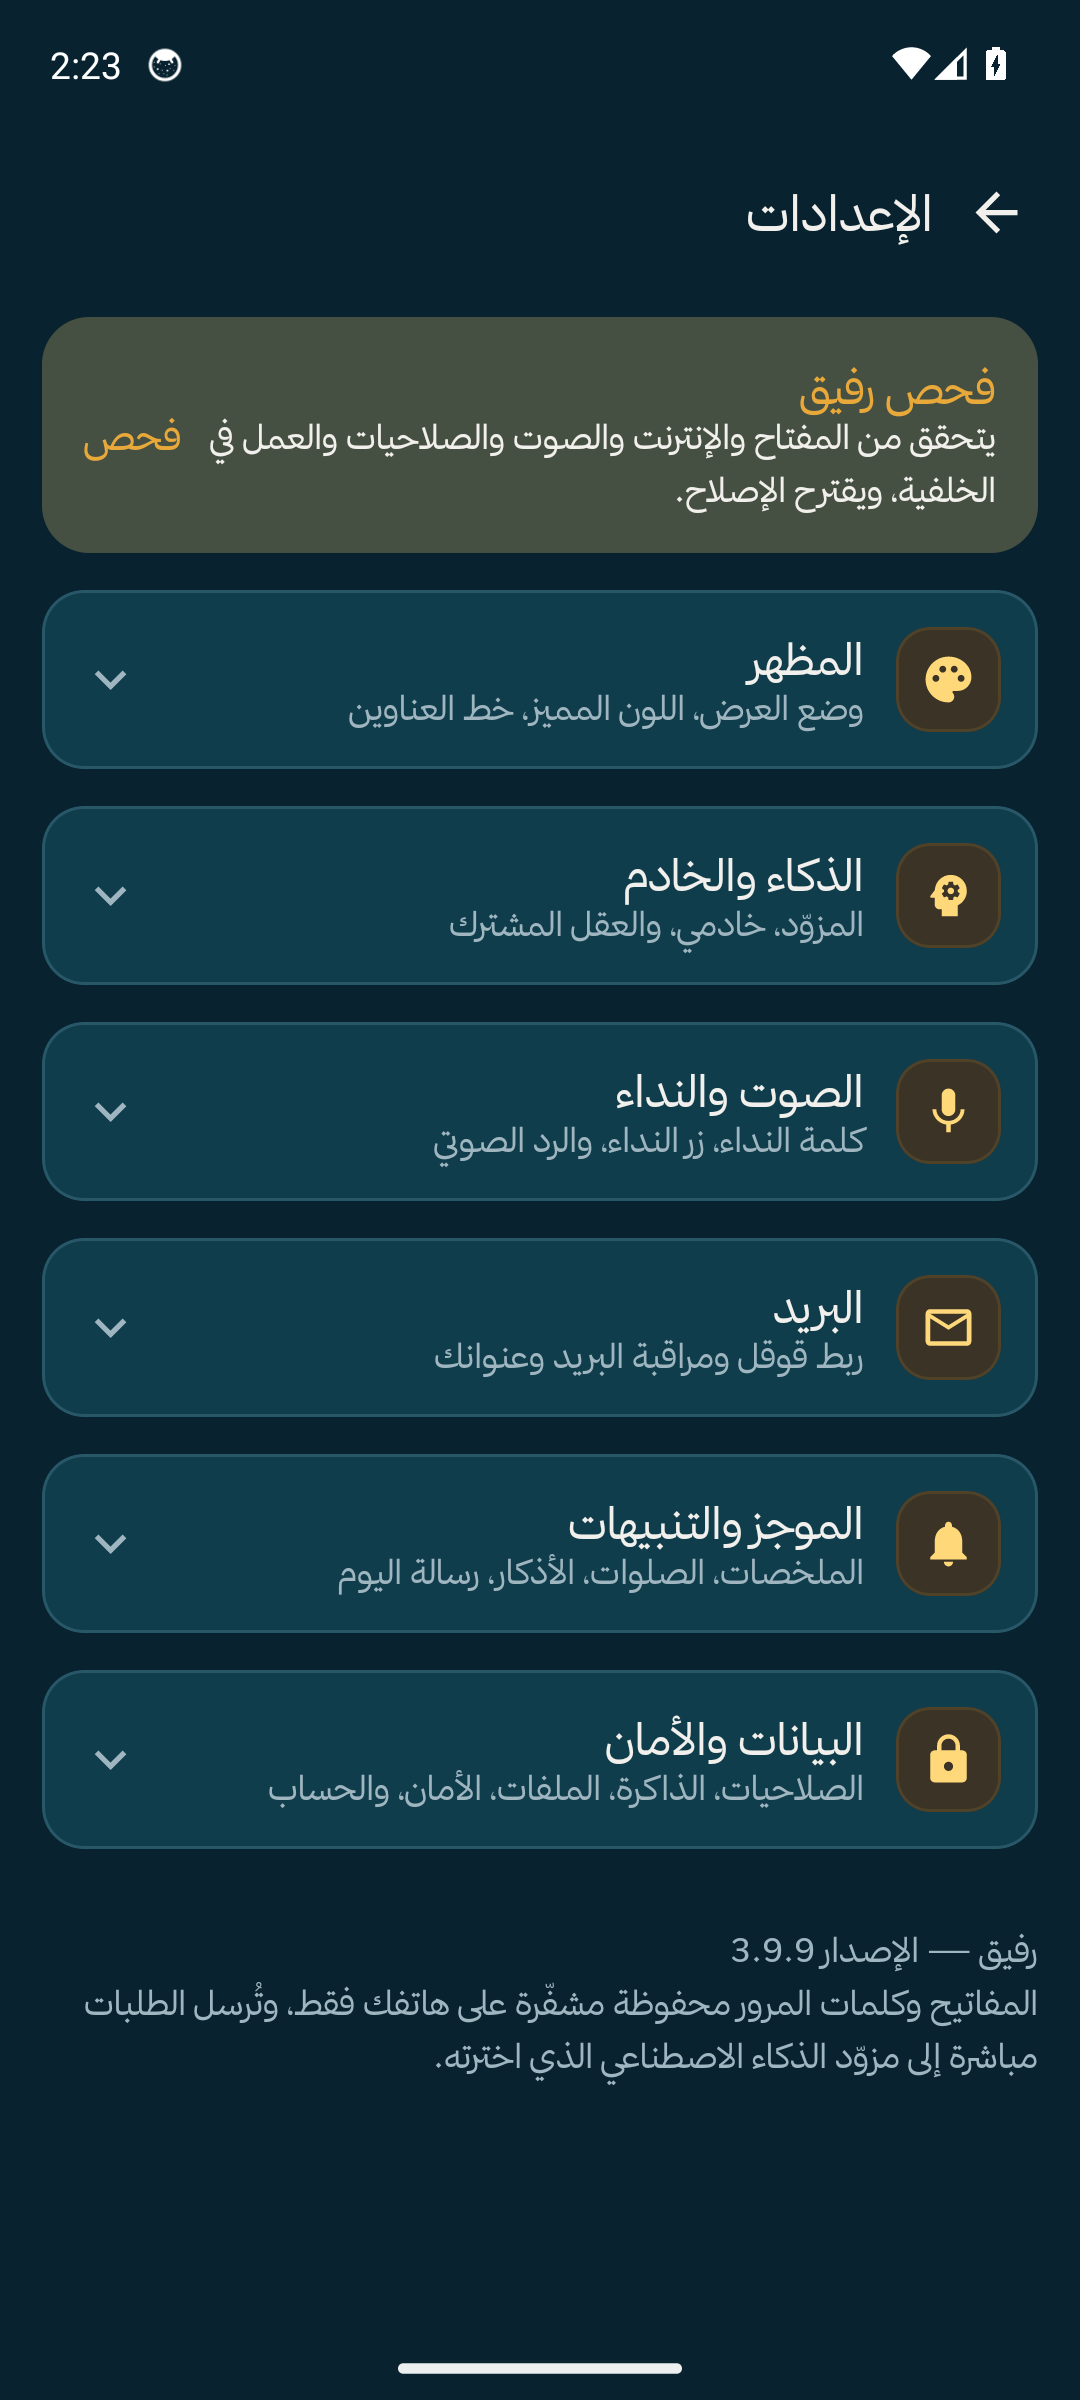 2:23
الإعدادات
فحص رفيق
يتحقق من المفتاح والإنترنت والصوت والصلاحيات والعمل في
الخلفية، ويقترح الإصلاح.
فحص
المظهر
وضع العرض، اللون المميز، خط العناوين
الذكاء والخادم
المزوّد، خادمي، والعقل المشترك
الصوت والنداء
كلمة النداء، زر النداء، والرد الصوتي
البريد
ربط قوقل ومراقبة البريد وعنوانك
الموجز والتنبيهات
الملخصات، الصلوات، الأذكار، رسالة اليوم
البيانات والأمان
الصلاحيات، الذاكرة، الملفات، الأمان، والحساب
رفيق — الإصدار 3.9.9
المفاتيح وكلمات المرور محفوظة مشفّرة على هاتفك فقط، وتُرسل الطلبات
مباشرة إلى مزوّد الذكاء الاصطناعي الذي اخترته.